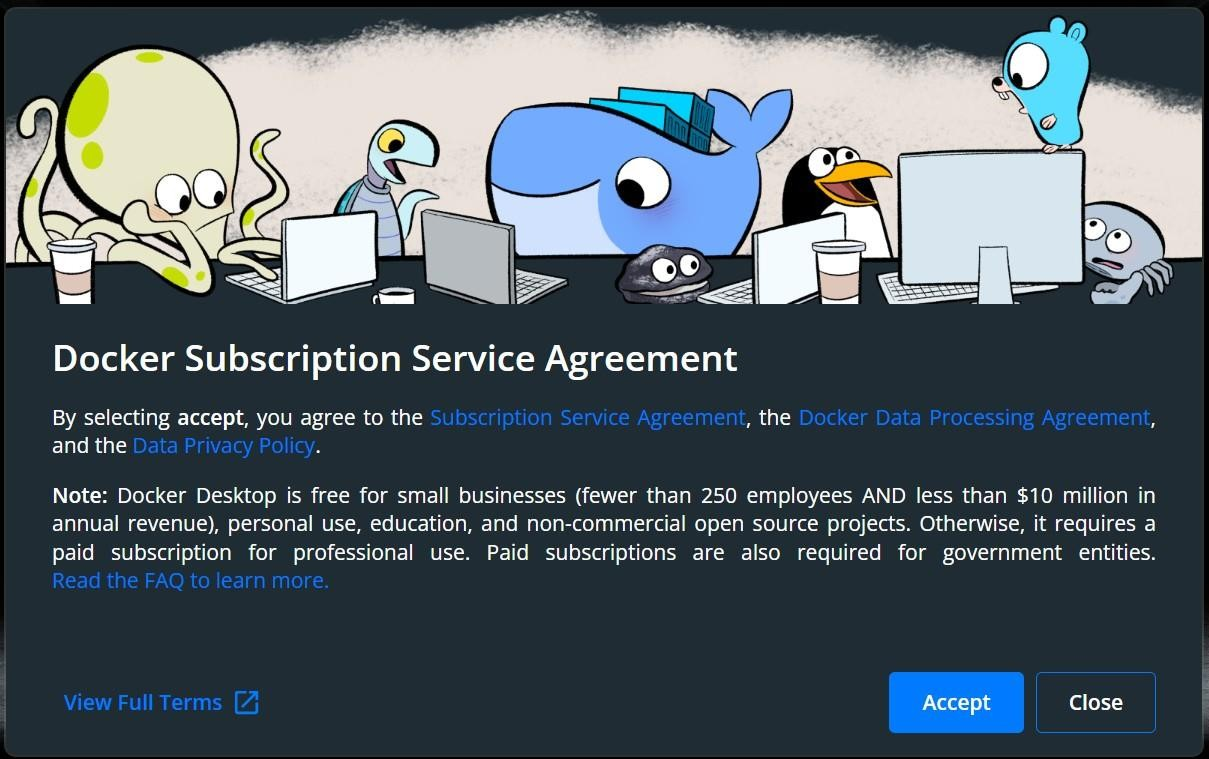 Docker Subscription Service Agreement
By selecting accept, you agree to the Subscription Service Agreement, the Docker Data Processing Agreement,
and the Data Privacy Policy.
Note: Docker Desktop is free for small businesses (fewer than 250 employees AND less than $10 million in
annual revenue), personal use, education, and non-commercial open source projects. Otherwise, it requires a
paid subscription for professional use. Paid subscriptions are also required for government entities.
Read the FAQ to learn more.
View Full Terms
Accept
Close